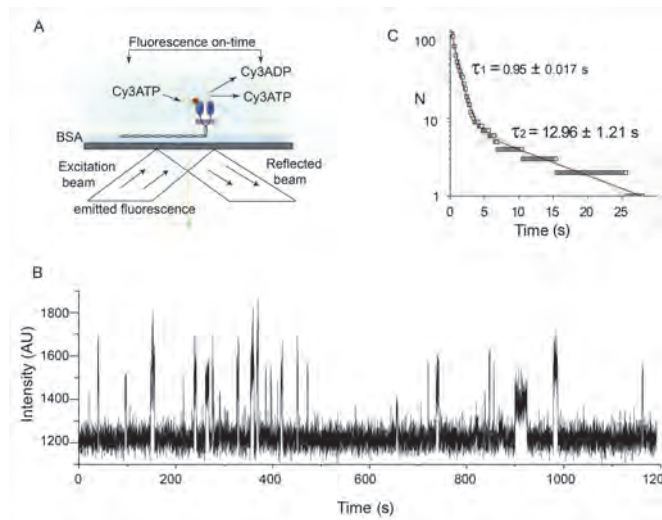 A
Fluorescence on-time
Cy3ATP
Cy3ADP
Cy3ATP
BSA
Excitation
beam
Reflected
beam
emitted fluorescence
C
100
10
1
N
τ1 = 0.95 ± 0.017 s
τ2 = 12.96 ± 1.21 s
0 5 10 15 20 25
Time (s)
B
Intensity (AU)
1800
1600
1400
1200
0 200 400 600 800 1000 120
Time (s)